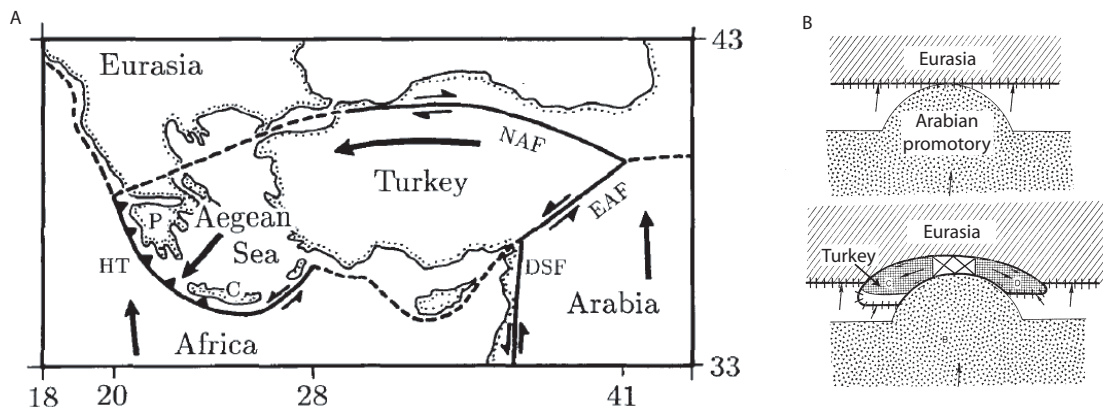 A
Eurasia
NAF
Turkey
EAF
P
Aegean
Sea
HT
C
DSF
Arabia
Africa
43
33
18
20
28
41
B
Eurasia
Arabian
promotory
Eurasia
Turkey